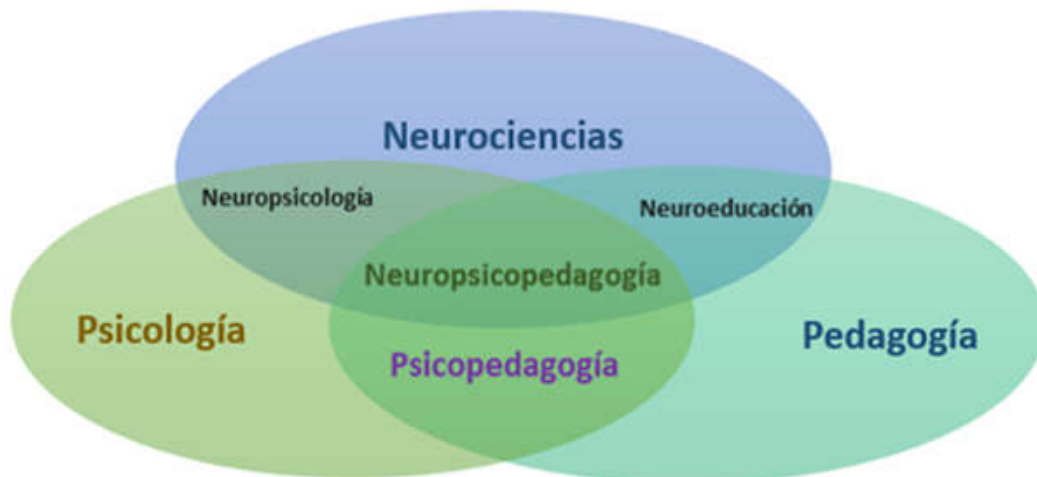 Neurociencias
Neuropsicología
Neuroeducación
Neuropsicopedagogía
Psicología
Pedagogía
Psicopedagogía